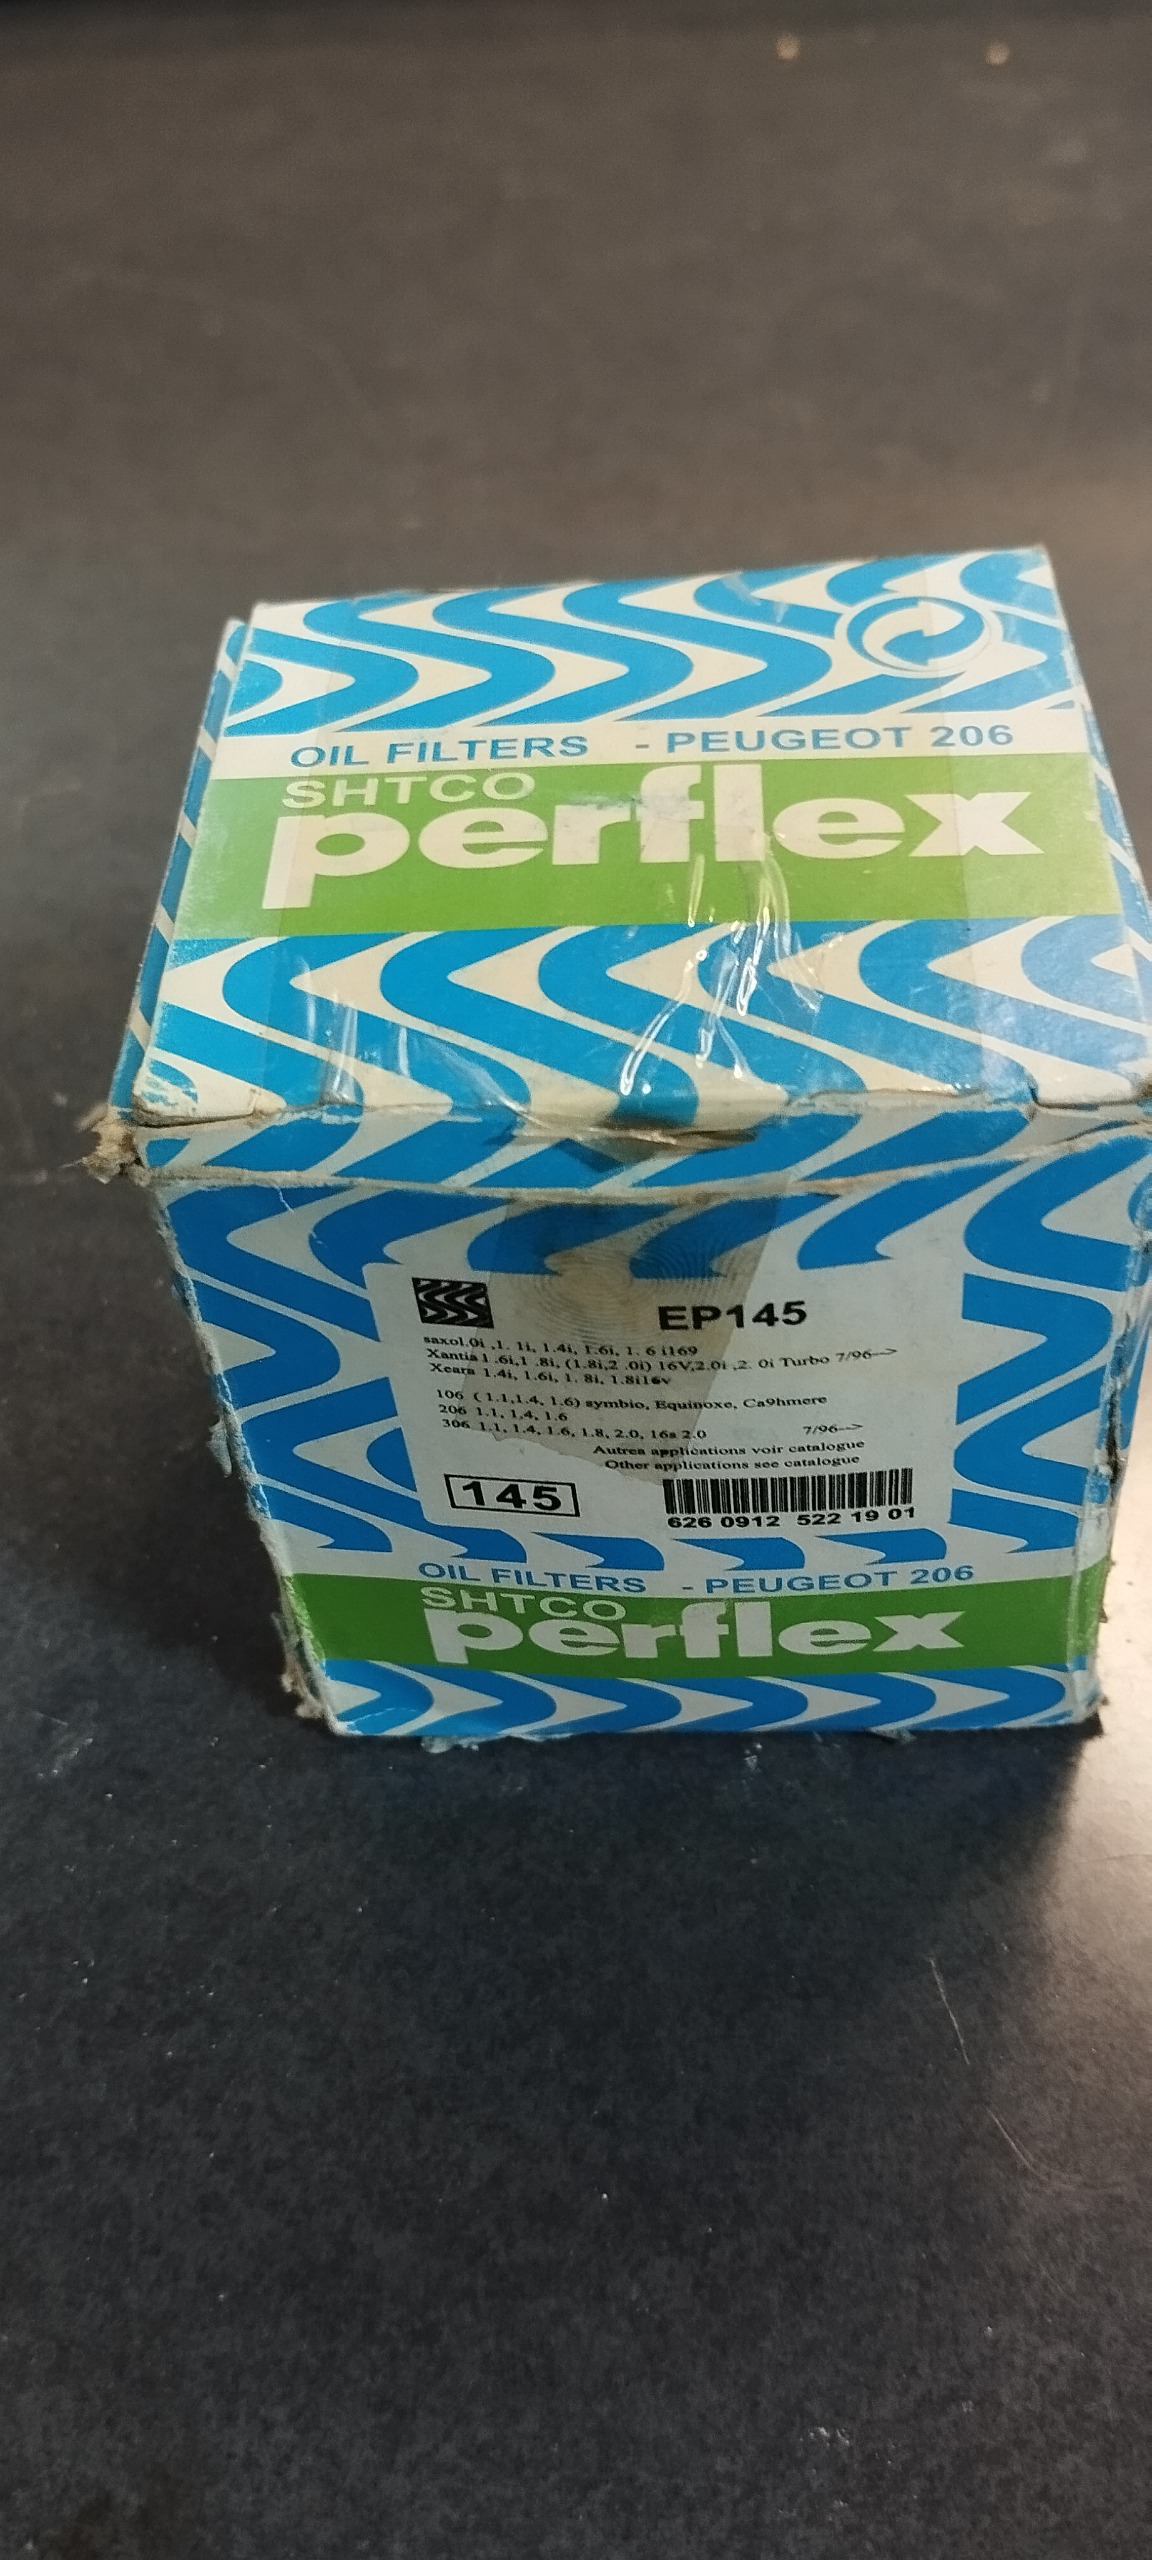 OIL FILTERS - PEUGEOT 206
SHTCO
perflex
EP145
saxol.0i ,1. 1i, 1.4i, 1.6i, 1. 6 i169
Xantia 1 .6i,1 .8i, (1.8i,2 .0i) 16V,2.0i ,2. 0i Turbo 7/96-->
Xcara 1.4i, 1.6i, 1. 8i, 1.8i16v
106 ( 1.1,1.4, 1.6) symbio, Equinoxe, Ca9hmere
206 1.1, 1.4, 1.6
306 1.1, 1.4, 1.6, 1.8, 2.0, 16s 2.0 7/96-->
Autrea applications voir catalogue
Other applications see catalogue
145
626 0912 522 19 01
OIL FILTERS - PEUGEOT 206
SHTCO
perflex